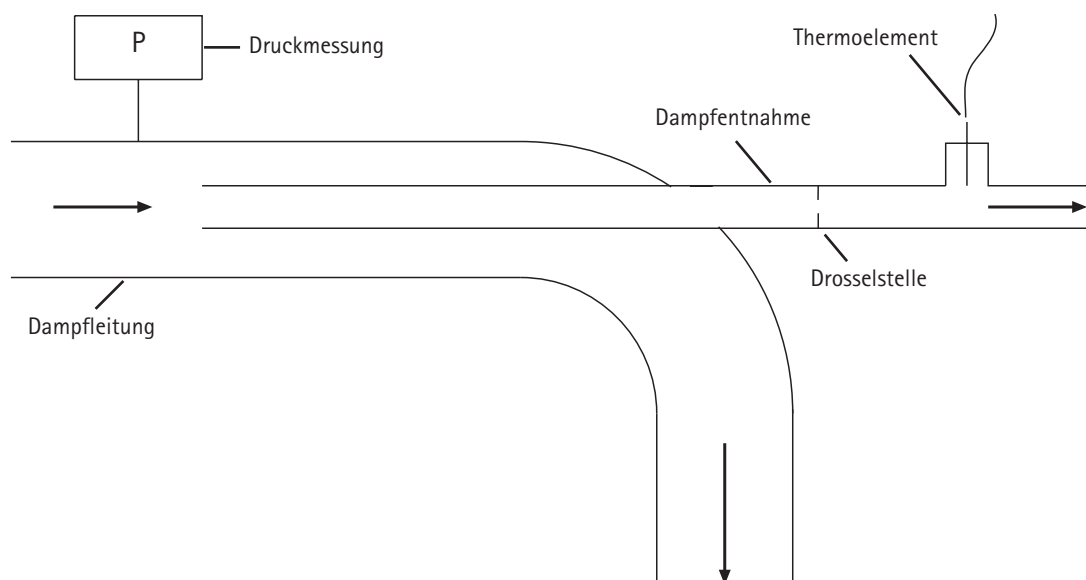 P
Druckmessung
Thermoelement
Dampfentnahme
Drosselstelle
Dampfleitung